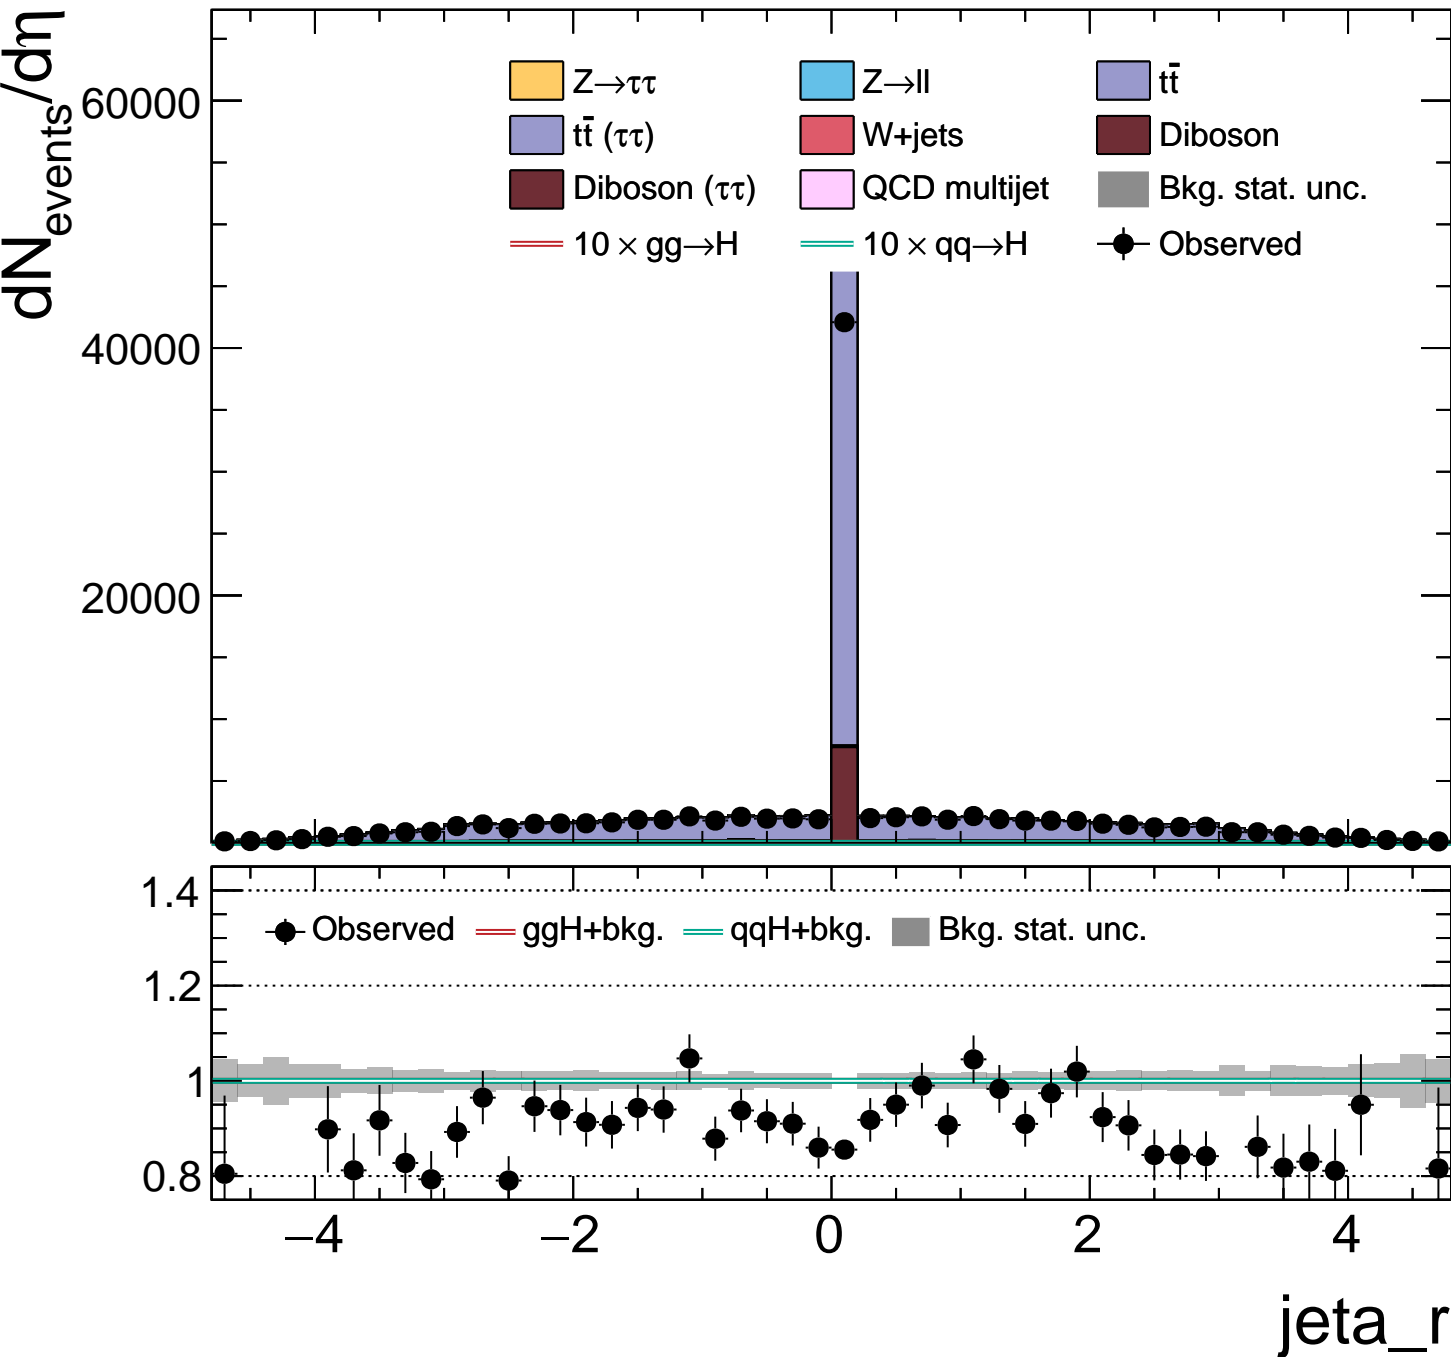 dNevents/dη
60000
40000
20000
Z→ττ
Z→ll
tt̄
tt̄ (ττ)
W+jets
Diboson
Diboson (ττ)
QCD multijet
Bkg. stat. unc.
10 × gg→H
10 × qq→H
Observed
1.4
1.2
1
0.8
Observed
ggH+bkg.
qqH+bkg.
Bkg. stat. unc.
−4 −2 0 2 4
jeta_r